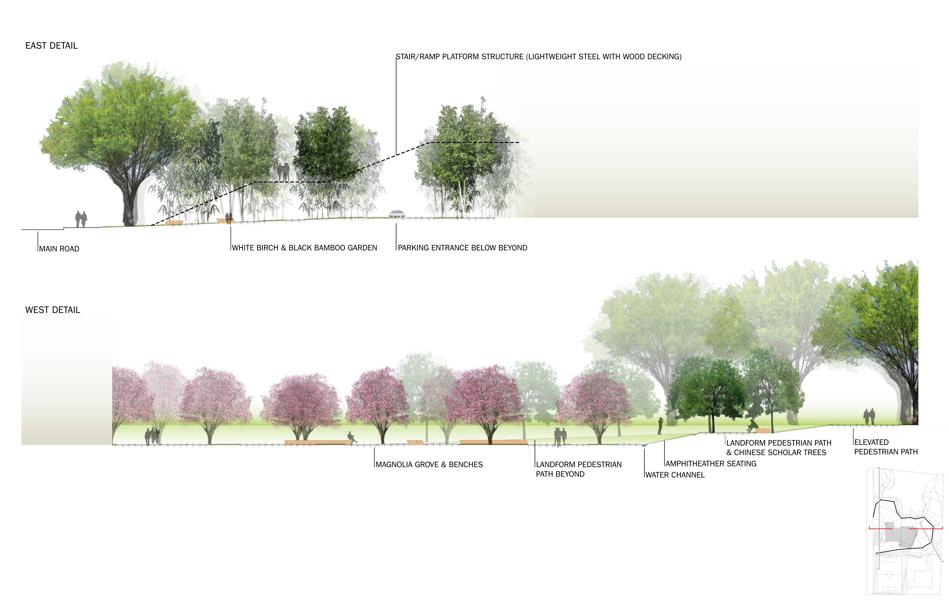 EAST DETAIL
STAIR/RAMP PLATFORM STRUCTURE (LIGHTWEIGHT STEEL WITH WOOD DECKING)
MAIN ROAD
WHITE BIRCH & BLACK BAMBOO GARDEN
PARKING ENTRANCE BELOW BEYOND
WEST DETAIL
MAGNOLIA GROVE & BENCHES
LANDFORM PEDESTRIAN
PATH BEYOND
WATER CHANNEL
AMPHITHEATHER SEATING
LANDFORM PEDESTRIAN PATH
& CHINESE SCHOLAR TREES
ELEVATED
PEDESTRIAN PATH